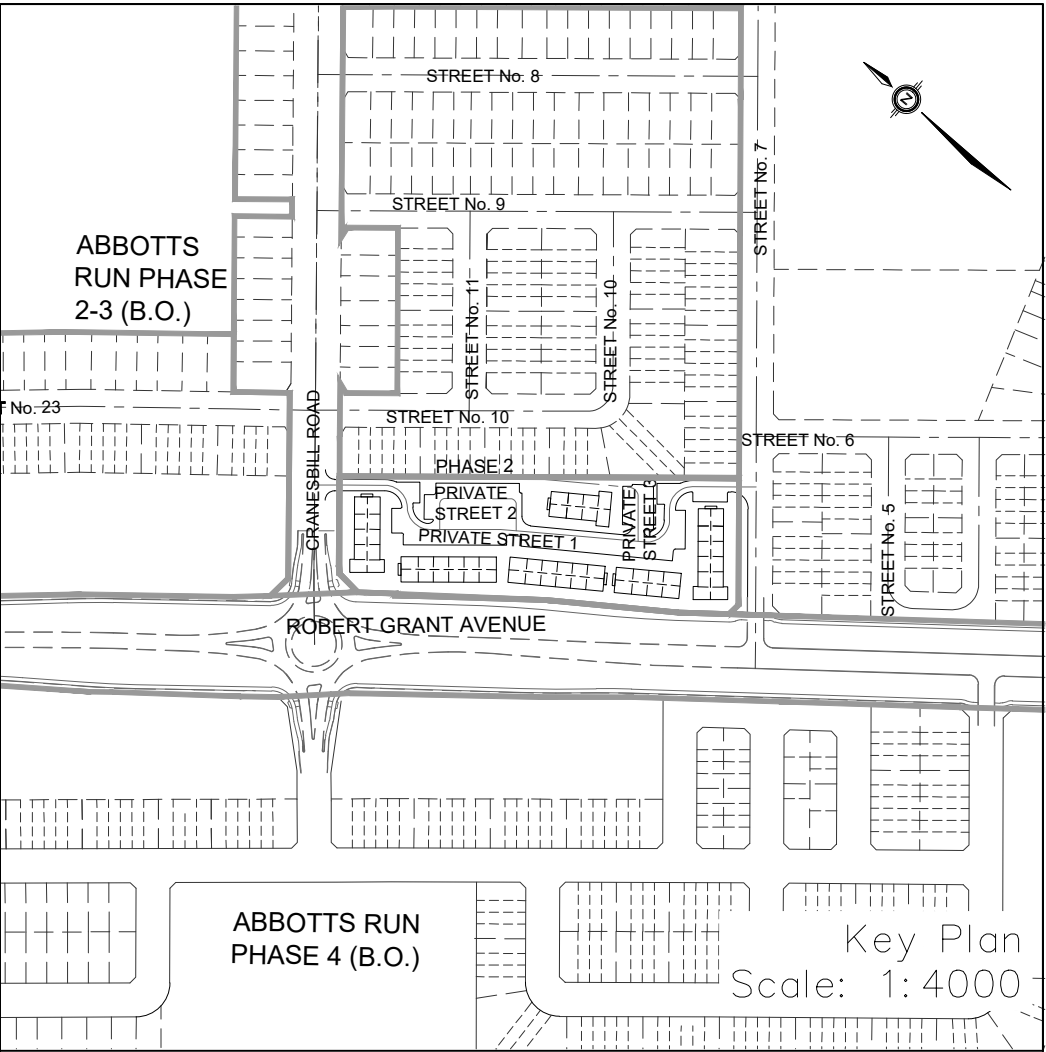 STREET No. 8
STREET No. 7
STREET No. 9
ABBOTTS
RUN PHASE
2-3 (B.O.)
STREET No. 11
STREET No. 10
No. 23
CRANESBILL ROAD
STREET No. 10
STREET No. 6
PHASE 2
PRIVATE
STREET 2
PRIVATE
STREET 3
STREET No. 5
PRIVATE STREET 1
ROBERT GRANT AVENUE
ABBOTTS RUN
PHASE 4 (B.O.)
Key Plan
Scale: 1:4000
N